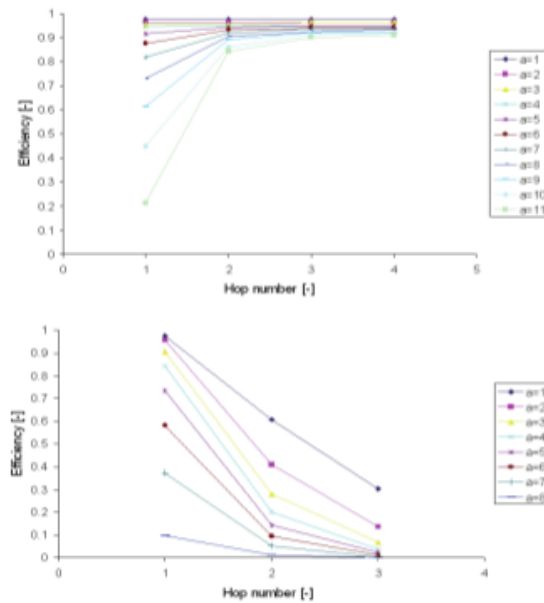 1
0.9
0.8
0.7
0.6
0.5
0.4
0.3
0.2
0.1
0
Efficiency [-]
0 1 2 3 4 5
Hop number [-]
a=1
a=2
a=3
a=4
a=5
a=6
a=7
a=8
a=9
a=10
a=11
1
0.9
0.8
0.7
0.6
0.5
0.4
0.3
0.2
0.1
0
Efficiency [-]
0 1 2 3 4
Hop number [-]
a=1
a=2
a=3
a=4
a=5
a=6
a=7
a=8